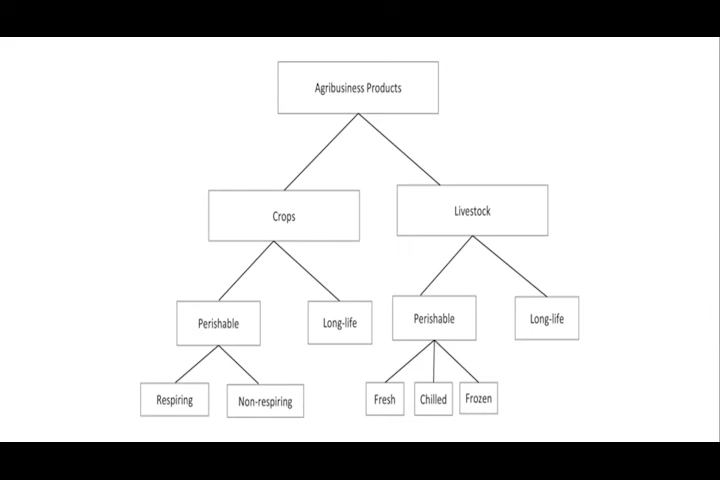 Agribusiness Products
Crops
Livestock
Perishable
Long-life
Perishable
Long-life
Respiring
Non-respiring
Fresh
Chilled
Frozen